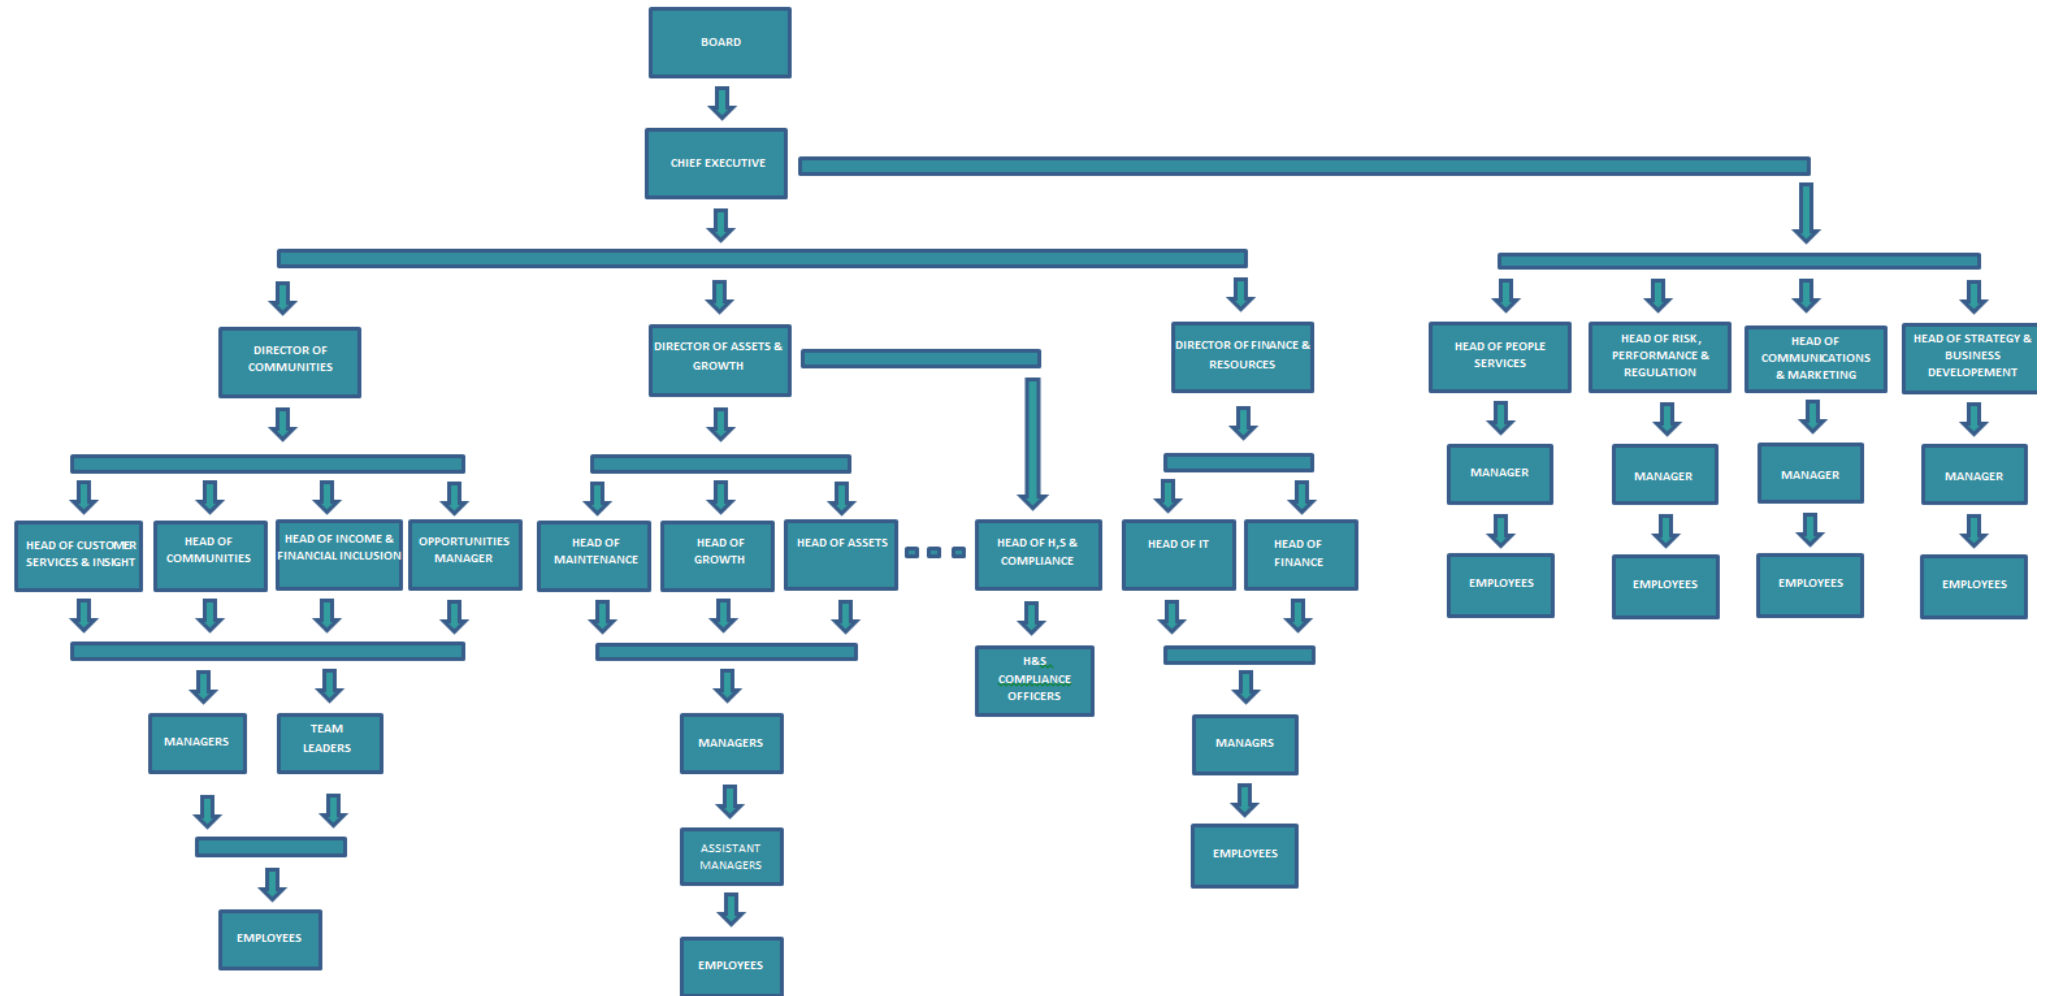 BOARD
CHIEF EXECUTIVE
DIRECTOR OF
COMMUNITIES
DIRECTOR OF ASSETS &
GROWTH
DIRECTOR OF FINANCE &
RESOURCES
HEAD OF PEOPLE
SERVICES
HEAD OF RISK,
PERFORMANCE &
REGULATION
HEAD OF
COMMUNICATIONS
& MARKETING
HEAD OF STRATEGY &
BUSINESS
DEVELOPEMENT
MANAGER
MANAGER
MANAGER
MANAGER
HEAD OF CUSTOMER
SERVICES & INSIGHT
HEAD OF
COMMUNITIES
HEAD OF INCOME &
FINANCIAL INCLUSION
OPPORTUNITIES
MANAGER
HEAD OF
MAINTENANCE
HEAD OF
GROWTH
HEAD OF ASSETS
HEAD OF H,S &
COMPLIANCE
HEAD OF IT
HEAD OF
FINANCE
EMPLOYEES
EMPLOYEES
EMPLOYEES
EMPLOYEES
H&S
COMPLIANCE
OFFICERS
MANAGERS
TEAM
LEADERS
MANAGERS
MANAGRS
ASSISTANT
MANAGERS
EMPLOYEES
EMPLOYEES
EMPLOYEES